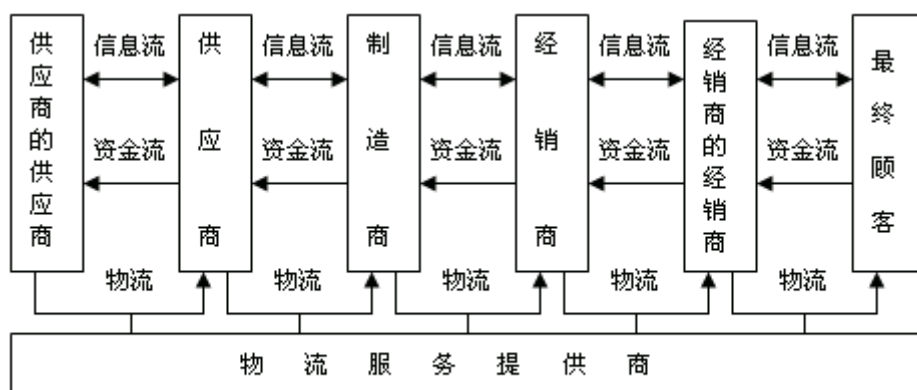 供应商的供应商
供应商
制造商
经销商
经销商的经销商
最终顾客
信息流
信息流
信息流
信息流
信息流
资金流
资金流
资金流
资金流
资金流
物流
物流
物流
物流
物流
物流服务提供商